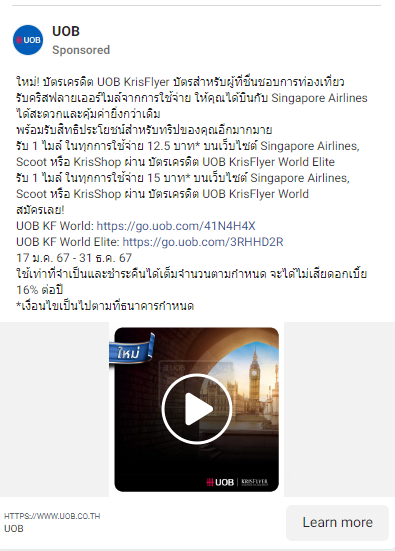 UOB
UOB
Sponsored
ใหม่! บัตรเครดิต UOB KrisFlyer บัตรสำหรับผู้ที่ชื่นชอบการท่องเที่ยว
รับคริสฟลายเออร์ไมล์จากการใช้จ่าย ให้คุณได้บินกับ Singapore Airlines
ได้สะดวกและคุ้มค่ายิ่งกว่าเดิม
พร้อมรับสิทธิประโยชน์สำหรับทริปของคุณอีกมากมาย
รับ 1 ไมล์ ในทุกการใช้จ่าย 12.5 บาท* บนเว็บไซต์ Singapore Airlines,
Scoot หรือ KrisShop ผ่าน บัตรเครดิต UOB KrisFlyer World Elite
รับ 1 ไมล์ ในทุกการใช้จ่าย 15 บาท* บนเว็บไซต์ Singapore Airlines,
Scoot หรือ KrisShop ผ่าน บัตรเครดิต UOB KrisFlyer World
สมัครเลย!
UOB KF World: https://go.uob.com/41N4H4X
UOB KF World Elite: https://go.uob.com/3RHHD2R
17 ม.ค. 67 - 31 ธ.ค. 67
ใช้เท่าที่จำเป็นและชำระคืนได้เต็มจำนวนตามกำหนด จะได้ไม่เสียดอกเบี้ย
16% ต่อปี
*เงื่อนไขเป็นไปตามที่ธนาคารกำหนด
ใหม่
UOB KRISFLYER
HTTPS://WWW.UOB.CO.TH
UOB
Learn more